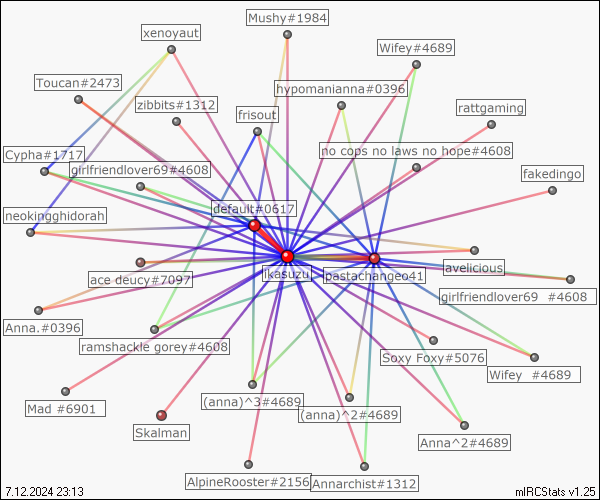 Mushy#1984
xenoyaut
Wifey#4689
Toucan#2473
hypomanianna#0396
zibbits#1312
frisout
rattgaming
Cypha#1717
no cops no laws no hope#4608
girlfriendlover69#4608
fakedingo
default#0617
neokingghidorah
avelicious
ace deucy#7097
Ikasuzu
pastachangeo41
girlfriendlover69 #4608
Anna.#0396
ramshackle gorey#4608
Soxy Foxy#5076
Wifey #4689
Mad #6901
(anna)^3#4689
(anna)^2#4689
Skalman
Anna^2#4689
AlpineRooster#2156
Annarchist#1312
7.12.2024 23:13
mIRCStats v1.25